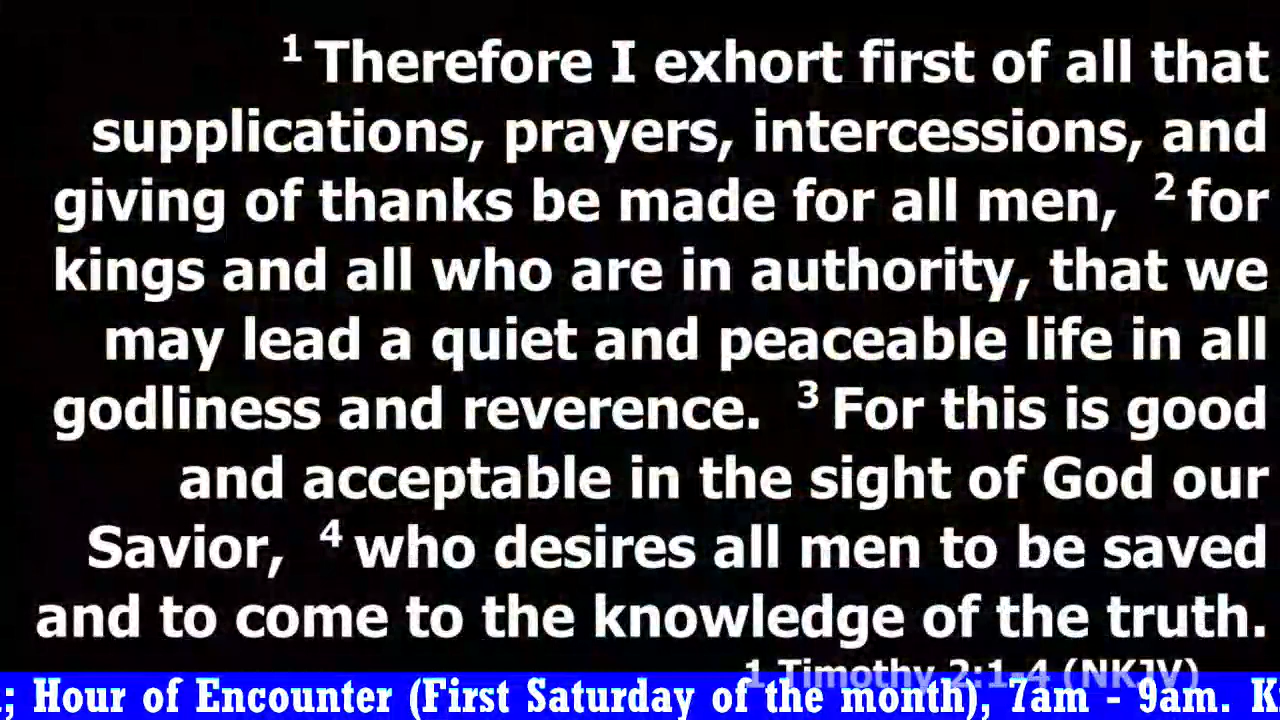 1 Therefore I exhort first of all that
supplications, prayers, intercessions, and
giving of thanks be made for all men, 2 for
kings and all who are in authority, that we
may lead a quiet and peaceable life in all
godliness and reverence. 3 For this is good
and acceptable in the sight of God our
Savior, 4 who desires all men to be saved
and to come to the knowledge of the truth.
1 Timothy 2:1-4 (NKJV)
; Hour of Encounter (First Saturday of the month), 7am - 9am.